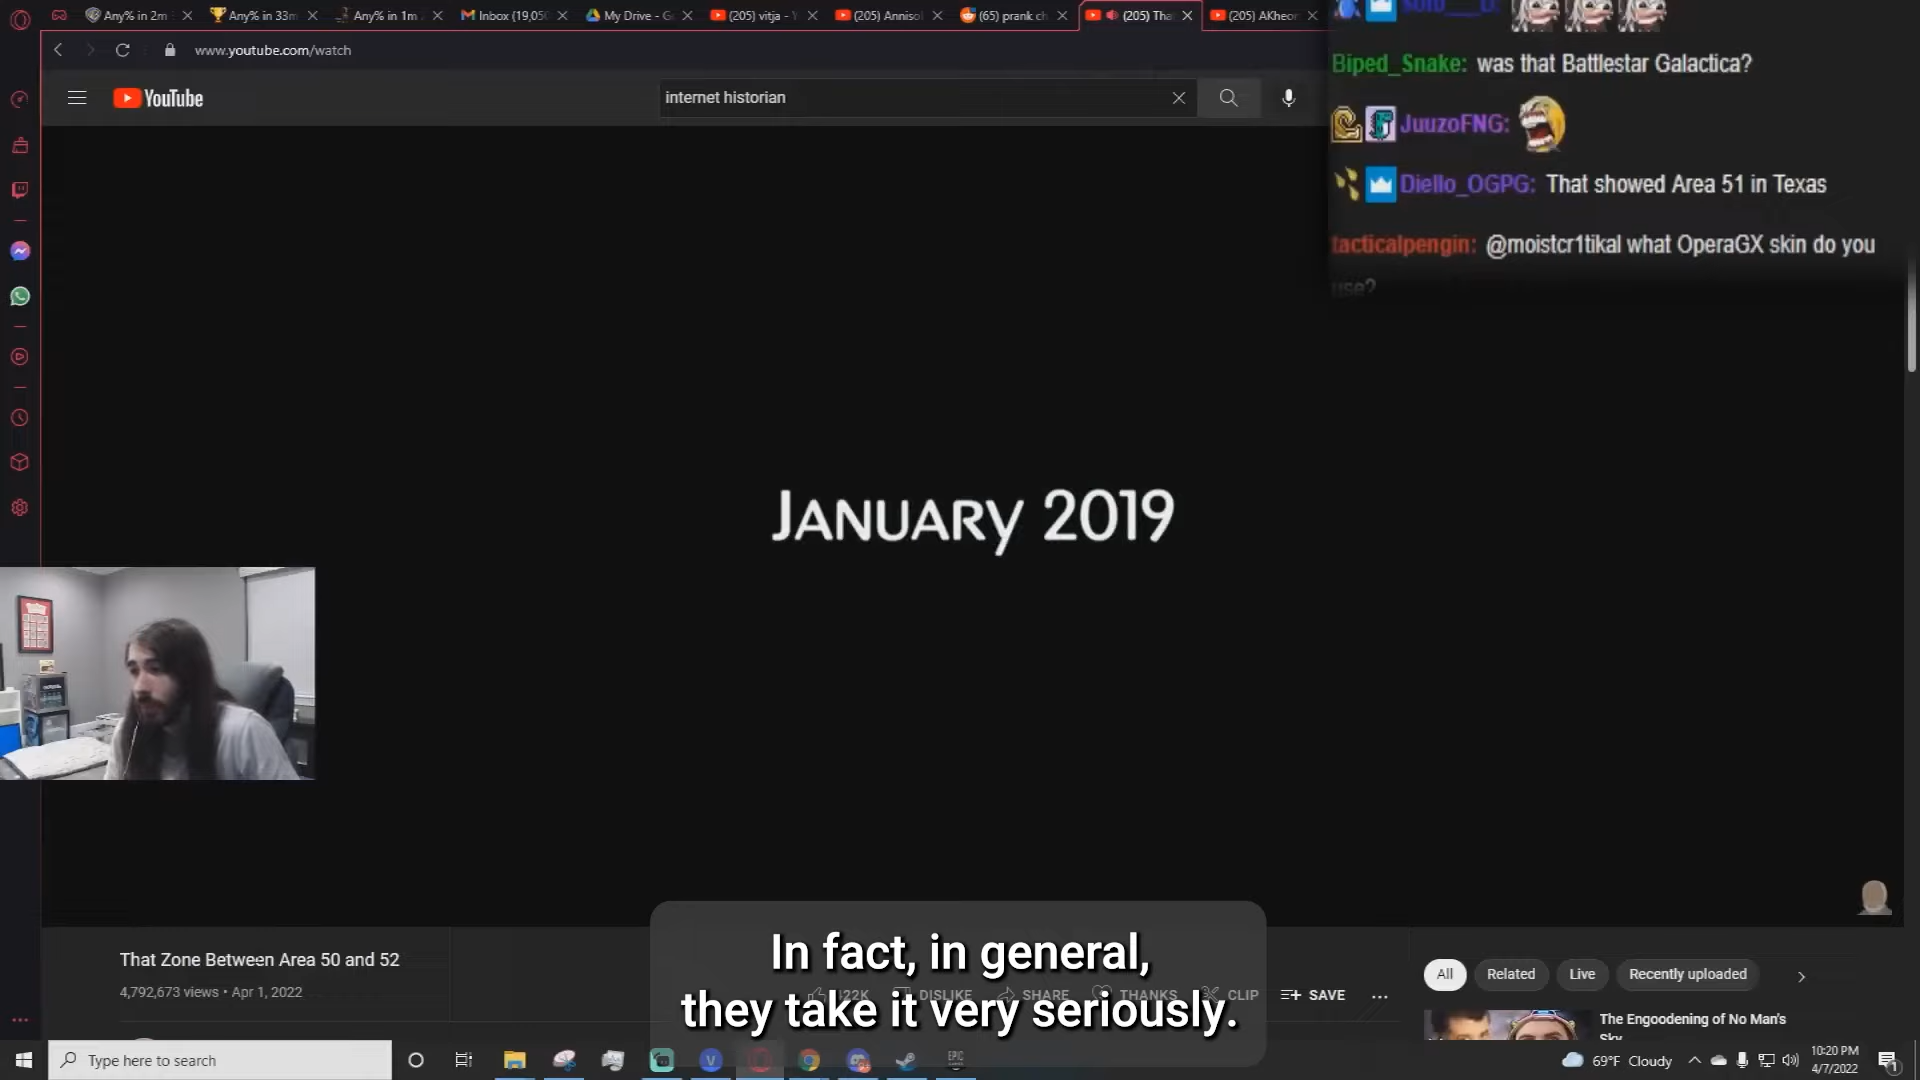 Any% in 2m
Any% in 33m
Any% in 1m
Inbox (19,05
My Drive - G
(205) vitja - Y
(205) Annisol
(65) prank ch
(205) Tha
(205) AKheor
www.youtube.com/watch
YouTube
internet historian
Biped_Snake: was that Battlestar Galactica?
JuuzoFNG:
Diello_OGPG: That showed Area 51 in Texas
tacticalpengin: @moistcr1tikal what OperaGX skin do you
use?
JANUARY 2019
In fact, in general,
they take it very seriously.
That Zone Between Area 50 and 52
4,792,673 views • Apr 1, 2022
DISLIKE
SHARE
THANKS
CLIP
SAVE
All
Related
Live
Recently uploaded
The Engoodening of No Man's
Sky
Type here to search
EPIC
69°F Cloudy
10:20 PM
4/7/2022
1